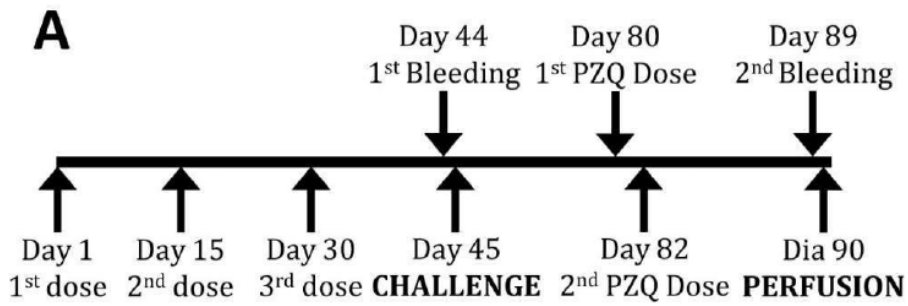 A
Day 44
1st Bleeding
Day 80
1st PZQ Dose
Day 89
2nd Bleeding
Day 1
1st dose
Day 15
2nd dose
Day 30
3rd dose
Day 45
CHALLENGE
Day 82
2nd PZQ Dose
Dia 90
PERFUSION